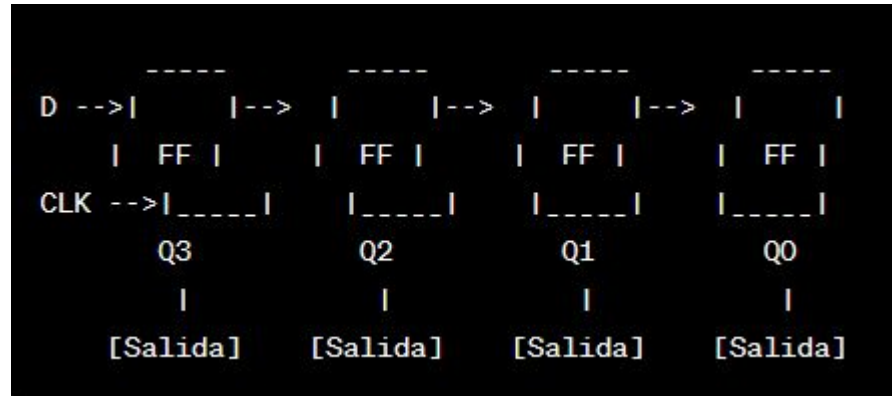 -----     -----     -----     -----
D -->|     |-->  |     |-->  |     |-->  |     |
|  FF |     |  FF |     |  FF |     |  FF |
CLK -->|_____|     |_____|     |_____|     |_____|
Q3     Q2     Q1     Q0
|     |     |     |
[Salida]     [Salida]     [Salida]     [Salida]